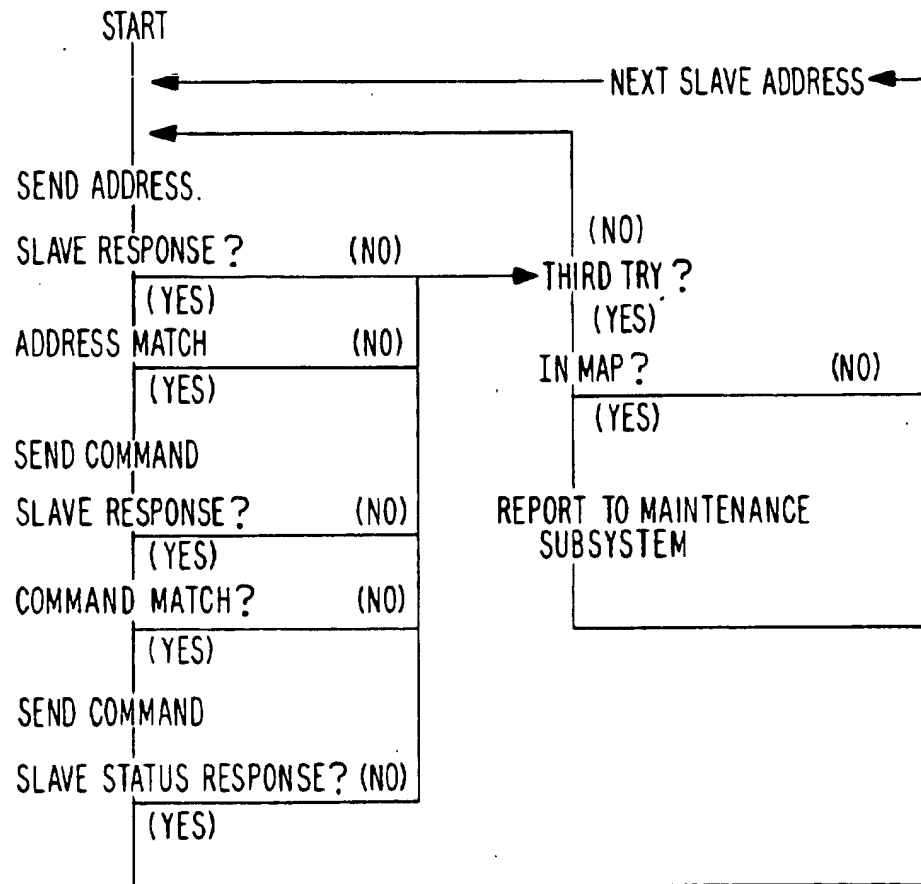 START
NEXT SLAVE ADDRESS
SEND ADDRESS.
SLAVE RESPONSE? (NO)
(NO)
THIRD TRY?
(YES)
(YES)
ADDRESS MATCH (NO)
IN MAP? (NO)
(YES)
(YES)
SEND COMMAND
SLAVE RESPONSE? (NO)
REPORT TO MAINTENANCE
SUBSYSTEM
(YES)
COMMAND MATCH? (NO)
(YES)
SEND COMMAND
SLAVE STATUS RESPONSE? (NO)
(YES)